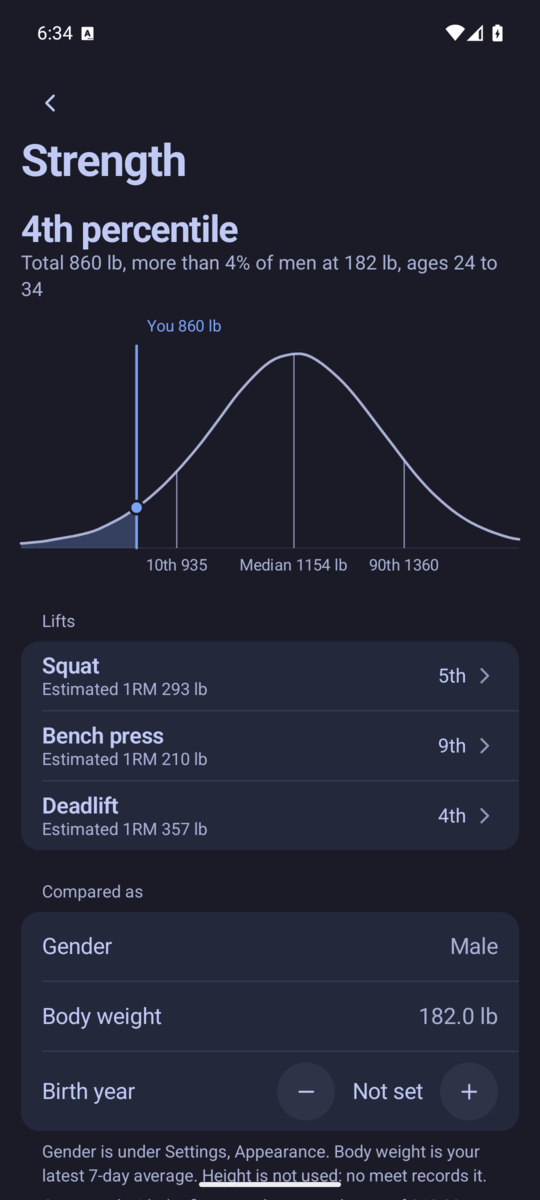 6:34 A
Strength
4th percentile
Total 860 lb, more than 4% of men at 182 lb, ages 24 to
34
You 860 lb
10th 935 Median 1154 lb 90th 1360
Lifts
Squat
Estimated 1RM 293 lb
5th
Bench press
Estimated 1RM 210 lb
9th
Deadlift
Estimated 1RM 357 lb
4th
Compared as
Gender Male
Body weight 182.0 lb
Birth year − Not set +
Gender is under Settings, Appearance. Body weight is your
latest 7-day average. Height is not used: no meet records it.